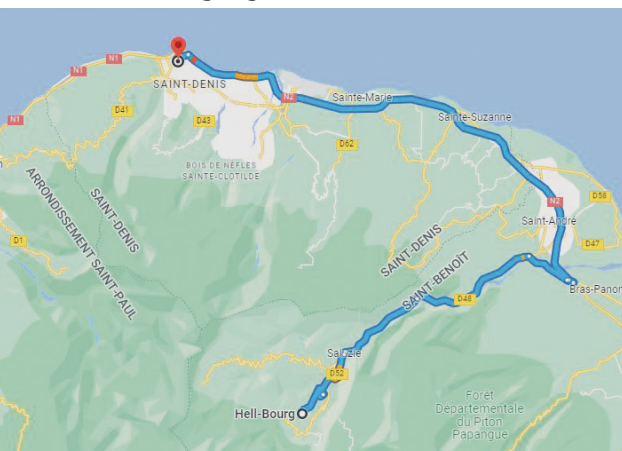 N1
N1
SAINT-DENIS
N2
Sainte-Marie
Sainte-Suzanne
N1
D41
D43
D62
BOIS DE NÈFLES
SAINTE-CLOTILDE
ARRONDISSEMENT SAINT-PAUL
SAINT-DENIS
N2
D58
Saint-André
SAINT-DENIS
SAINT-BENOÎT
D1
D47
Bras-Panon
D48
Salazie
D52
Hell-Bourg
Forêt
Départementale
du Piton
Papangue